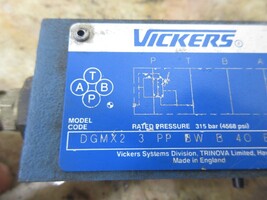 VICKERS
P T B A
T
A B
P
MODEL
CODE RATED PRESSURE 315 bar (4568 psi)
DGMX2 3 PP BW B 40
Vickers Systems Division, TRINOVA Limited, Ha
Made in England